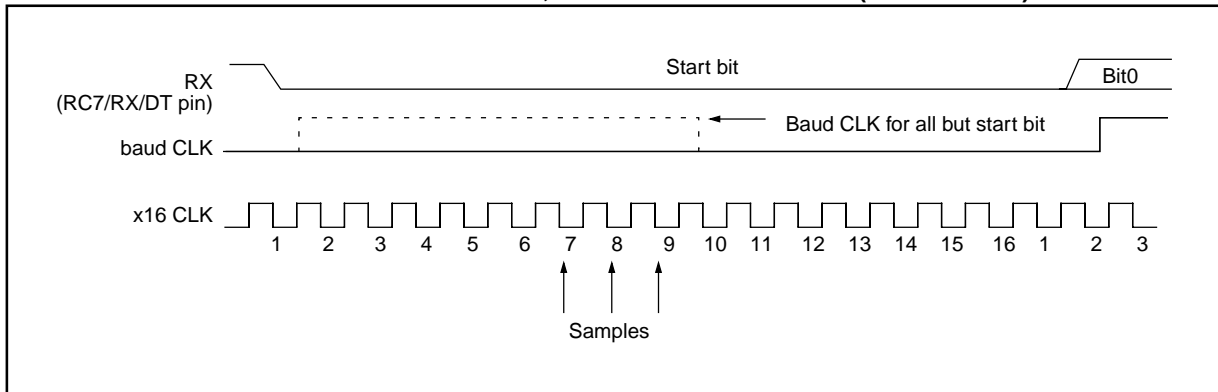 Start bit
Bit0
RX
(RC7/RX/DT pin)
Baud CLK for all but start bit
baud CLK
x16 CLK
1 2 3 4 5 6 7 8 9 10 11 12 13 14 15 16 1 2 3
Samples